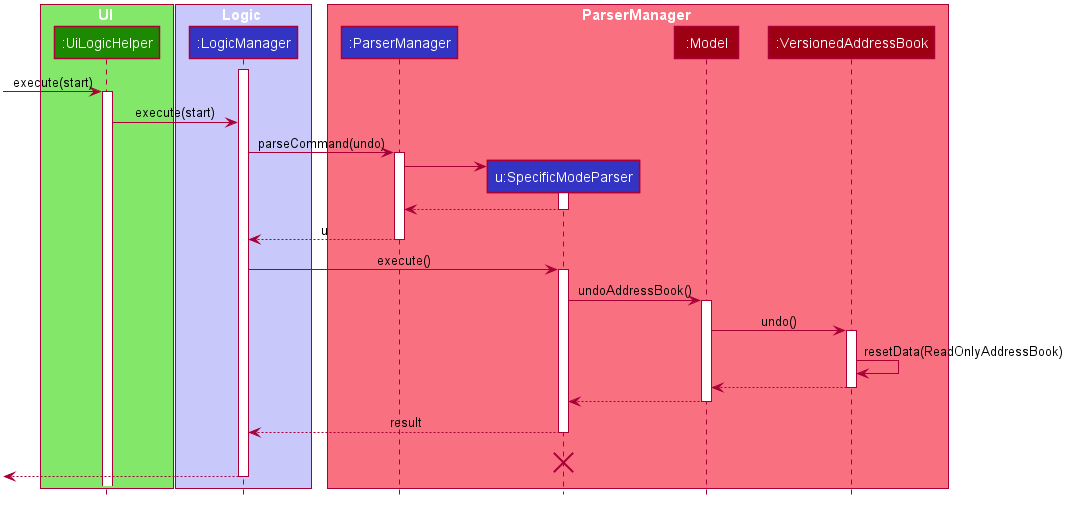 UI
Logic
ParserManager
:UiLogicHelper
:LogicManager
:ParserManager
:Model
:VersionedAddressBook
execute(start)
execute(start)
parseCommand(undo)
u:SpecificModeParser
u
execute()
undoAddressBook()
undo()
resetData(ReadOnlyAddressBook)
result